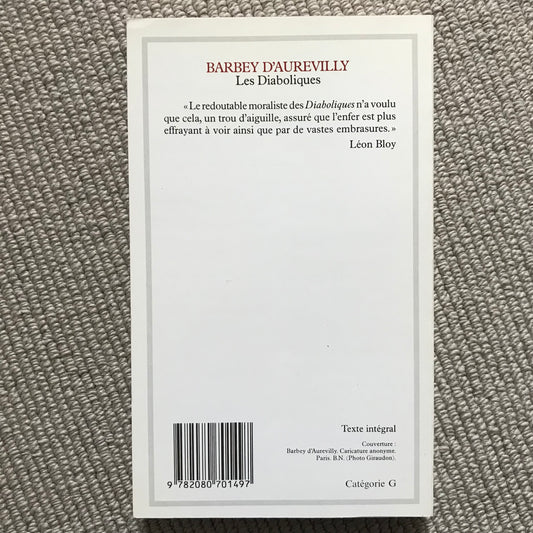 BARBEY D'AUREVILLY
Les Diaboliques
« Le redoutable moraliste des Diaboliques n'a voulu
que cela, un trou d'aiguille, assuré que l'enfer est plus
effrayant à voir ainsi que par de vastes embrasures. »
Léon Bloy
Texte intégral
Couverture :
Barbey d'Aurevilly. Caricature anonyme.
Paris. B.N. (Photo Giraudon).
9 782080 701497
Catégorie G